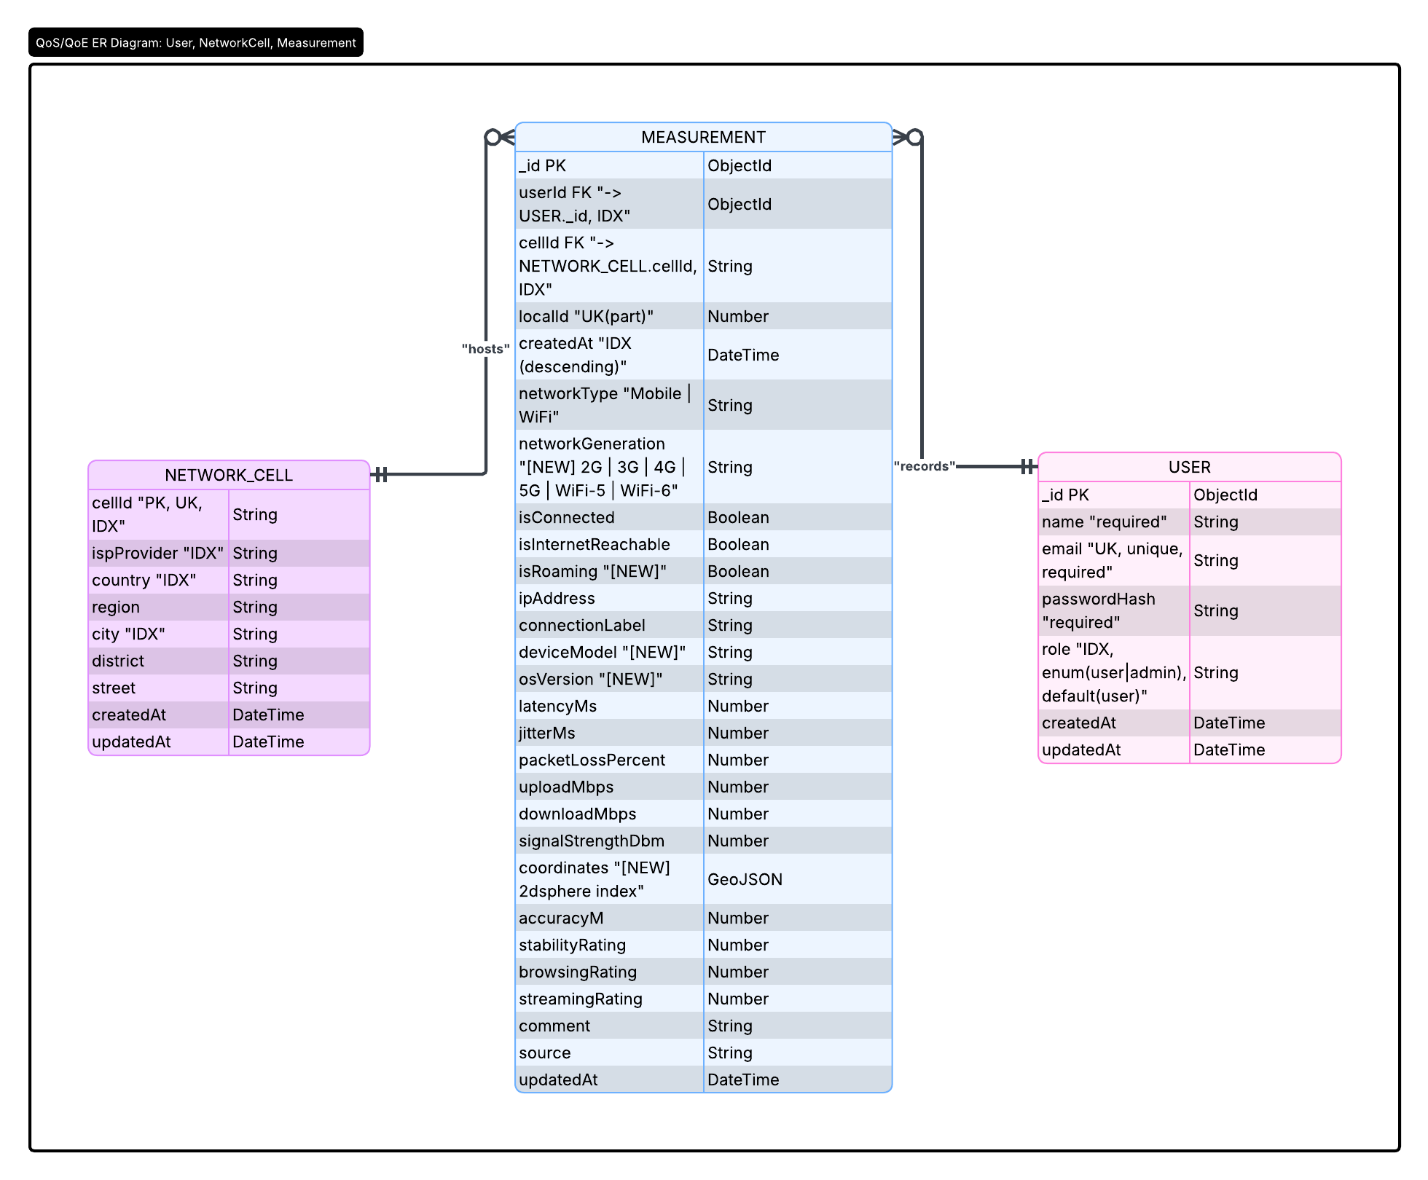 QoS/QoE ER Diagram: User, NetworkCell, Measurement
MEASUREMENT
_id PK ObjectId
userId FK "->
USER._id, IDX"
ObjectId
cellId FK "->
NETWORK_CELL.cellId,
IDX"
String
localId "UK(part)" Number
createdAt "IDX
(descending)"
DateTime
networkType "Mobile |
WiFi"
String
networkGeneration
"[NEW] 2G | 3G | 4G |
5G | WiFi-5 | WiFi-6"
String
isConnected Boolean
isInternetReachable Boolean
isRoaming "[NEW]" Boolean
ipAddress String
connectionLabel String
deviceModel "[NEW]" String
osVersion "[NEW]" String
latencyMs Number
jitterMs Number
packetLossPercent Number
uploadMbps Number
downloadMbps Number
signalStrengthDbm Number
coordinates "[NEW]
2dsphere index"
GeoJSON
accuracyM Number
stabilityRating Number
browsingRating Number
streamingRating Number
comment String
source String
updatedAt DateTime
"hosts"
"records"
NETWORK_CELL
cellId "PK, UK,
IDX"
String
ispProvider "IDX" String
country "IDX" String
region String
city "IDX" String
district String
street String
createdAt DateTime
updatedAt DateTime
USER
_id PK ObjectId
name "required" String
email "UK, unique,
required"
String
passwordHash
"required"
String
role "IDX,
enum(user|admin),
default(user)"
String
createdAt DateTime
updatedAt DateTime